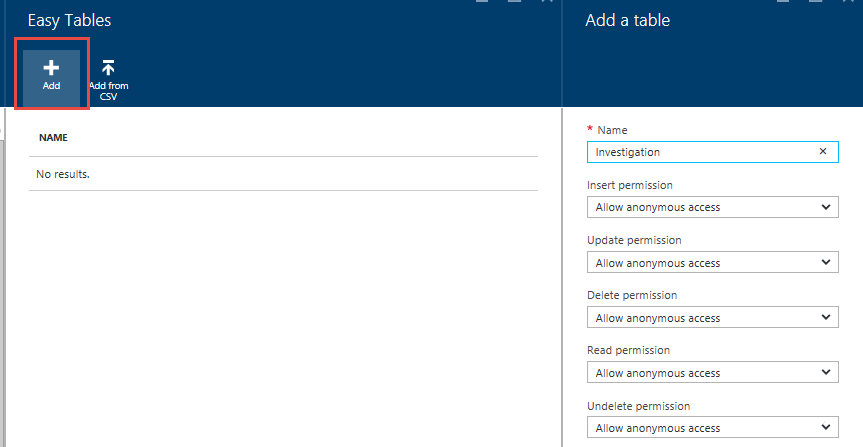 Easy Tables
Add a table
Add
Add from
CSV
NAME
No results.
* Name
Investigation
Insert permission
Allow anonymous access
Update permission
Allow anonymous access
Delete permission
Allow anonymous access
Read permission
Allow anonymous access
Undelete permission
Allow anonymous access